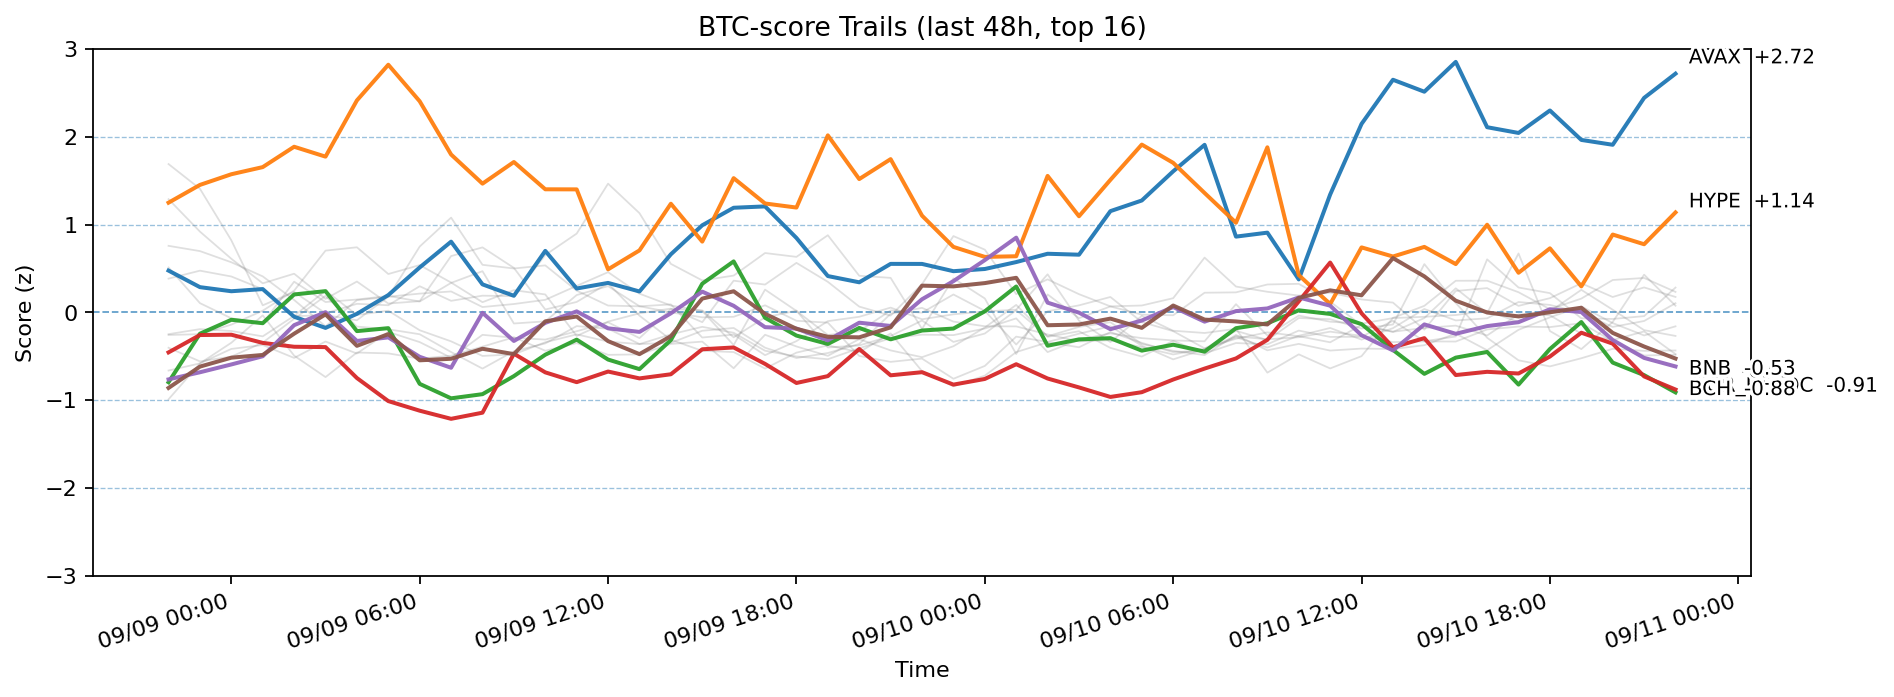 BTC-score Trails (last 48h, top 16)
Score (z)
3
2
1
0
−1
−2
−3
AVAX +2.72
HYPE +1.14
BNB -0.53
BCH -0.88
C -0.91
09/09 00:00
09/09 06:00
09/09 12:00
09/09 18:00
09/10 00:00
09/10 06:00
09/10 12:00
09/10 18:00
09/11 00:00
Time